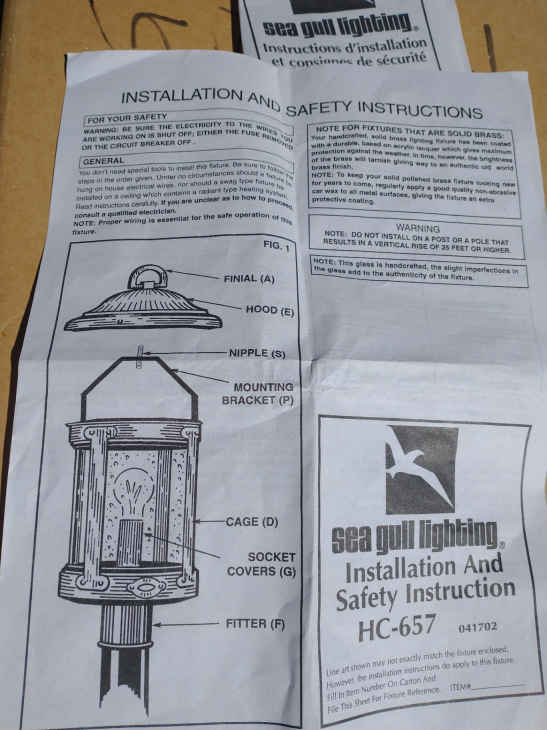 sea gull lighting®
Instructions d'installation
et consignes de sécurité
INSTALLATION AND SAFETY INSTRUCTIONS
FOR YOUR SAFETY
WARNING: BE SURE THE ELECTRICITY TO THE WIRES YOU
ARE WORKING ON IS SHUT OFF; EITHER THE FUSE REMOVED
OR THE CIRCUIT BREAKER OFF.
GENERAL
You don't need special tools to install this fixture. Be sure to follow the
steps in the order given. Under no circumstances should a fixture be
hung on house electrical wires, nor should a swag type fixture be
installed on a ceiling which contains a radiant type heating system.
Read instructions carefully. If you are unclear as to how to proceed,
consult a qualified electrician.
NOTE: Proper wiring is essential for the safe operation of this
fixture.
FIG. 1
FINIAL (A)
HOOD (E)
NIPPLE (S)
MOUNTING
BRACKET (P)
CAGE (D)
SOCKET
COVERS (G)
FITTER (F)
NOTE FOR FIXTURES THAT ARE SOLID BRASS:
Your handcrafted, solid brass lighting fixture has been coated
with a durable, based on acrylic lacquer which gives maximum
protection against the weather. In time, however, the brightness
of the brass will tarnish giving way to an authentic old world
brass finish.
NOTE: To keep your solid polished brass fixture looking new
for years to come, regularly apply a good quality non-abrasive
car wax to all metal surfaces, giving the fixture an extra
protective coating.
WARNING
NOTE: DO NOT INSTALL ON A POST OR A POLE THAT
RESULTS IN A VERTICAL RISE OF 25 FEET OR HIGHER.
NOTE: This glass is handcrafted, the slight imperfections in
the glass add to the authenticity of the fixture.
sea gull lighting®
Installation And
Safety Instruction
HC-657 041702
Line art shown may not exactly match the fixture enclosed.
However, the installation instructions do apply to this fixture.
Fill In Item Number On Carton And
File This Sheet For Fixture Reference. ITEM#